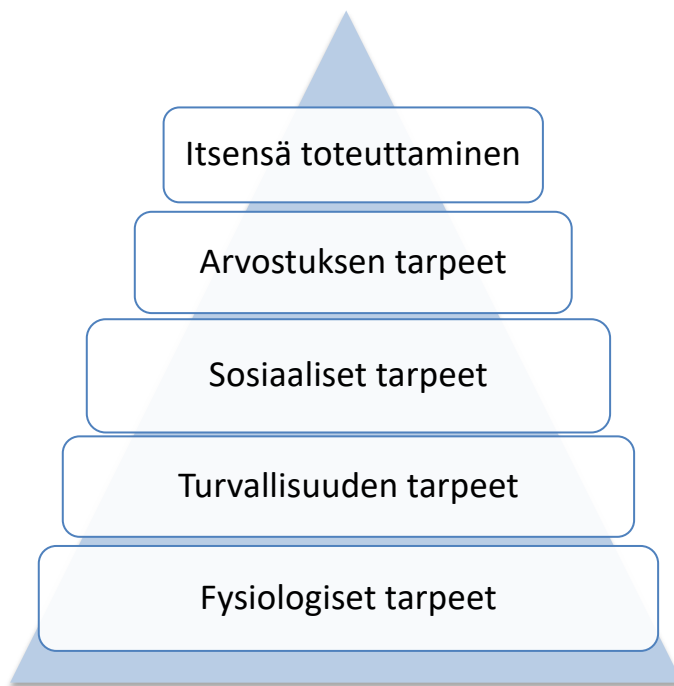 Itsensä toteuttaminen
Arvostuksen tarpeet
Sosiaaliset tarpeet
Turvallisuuden tarpeet
Fysiologiset tarpeet